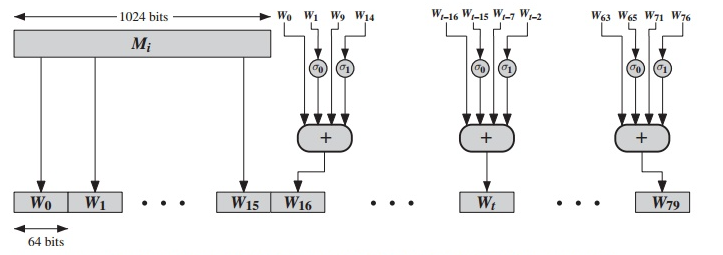 1024 bits
W0 W1 W9 W14
Wt–16 Wt–15 Wt–7 Wt–2
W63 W65 W71 W76
Mi
σ0 σ1
σ0 σ1
σ0 σ1
+
+
+
W0 W1 • • • W15 W16 • • • Wt • • • W79
64 bits